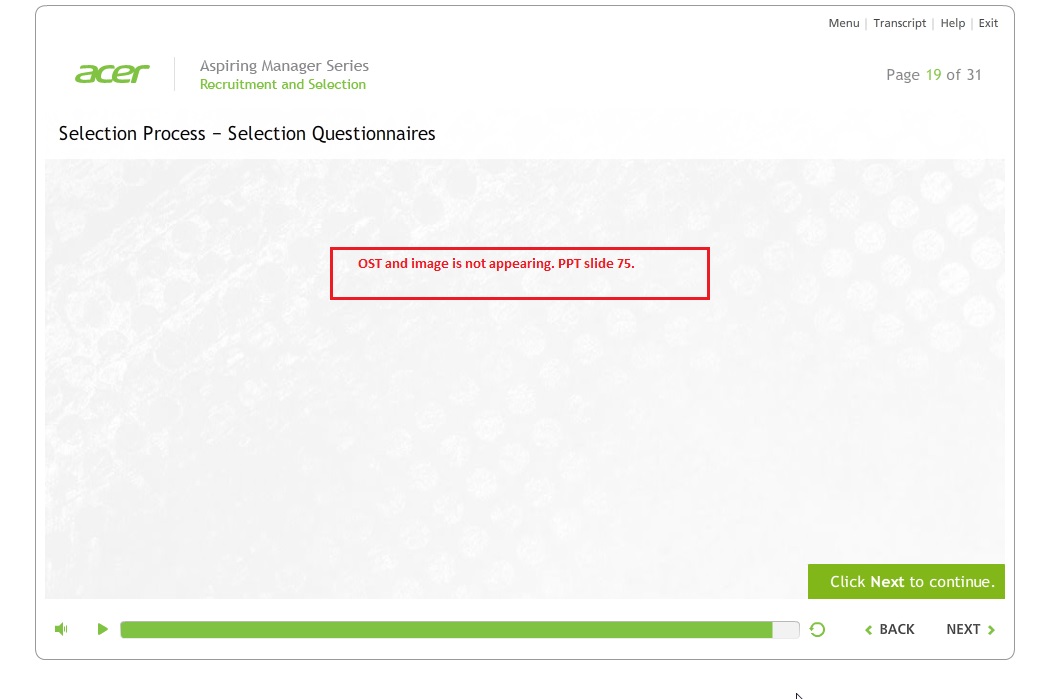 Menu | Transcript | Help | Exit
acer
Aspiring Manager Series
Recruitment and Selection
Page 19 of 31
Selection Process – Selection Questionnaires
OST and image is not appearing. PPT slide 75.
Click Next to continue.
BACK
NEXT